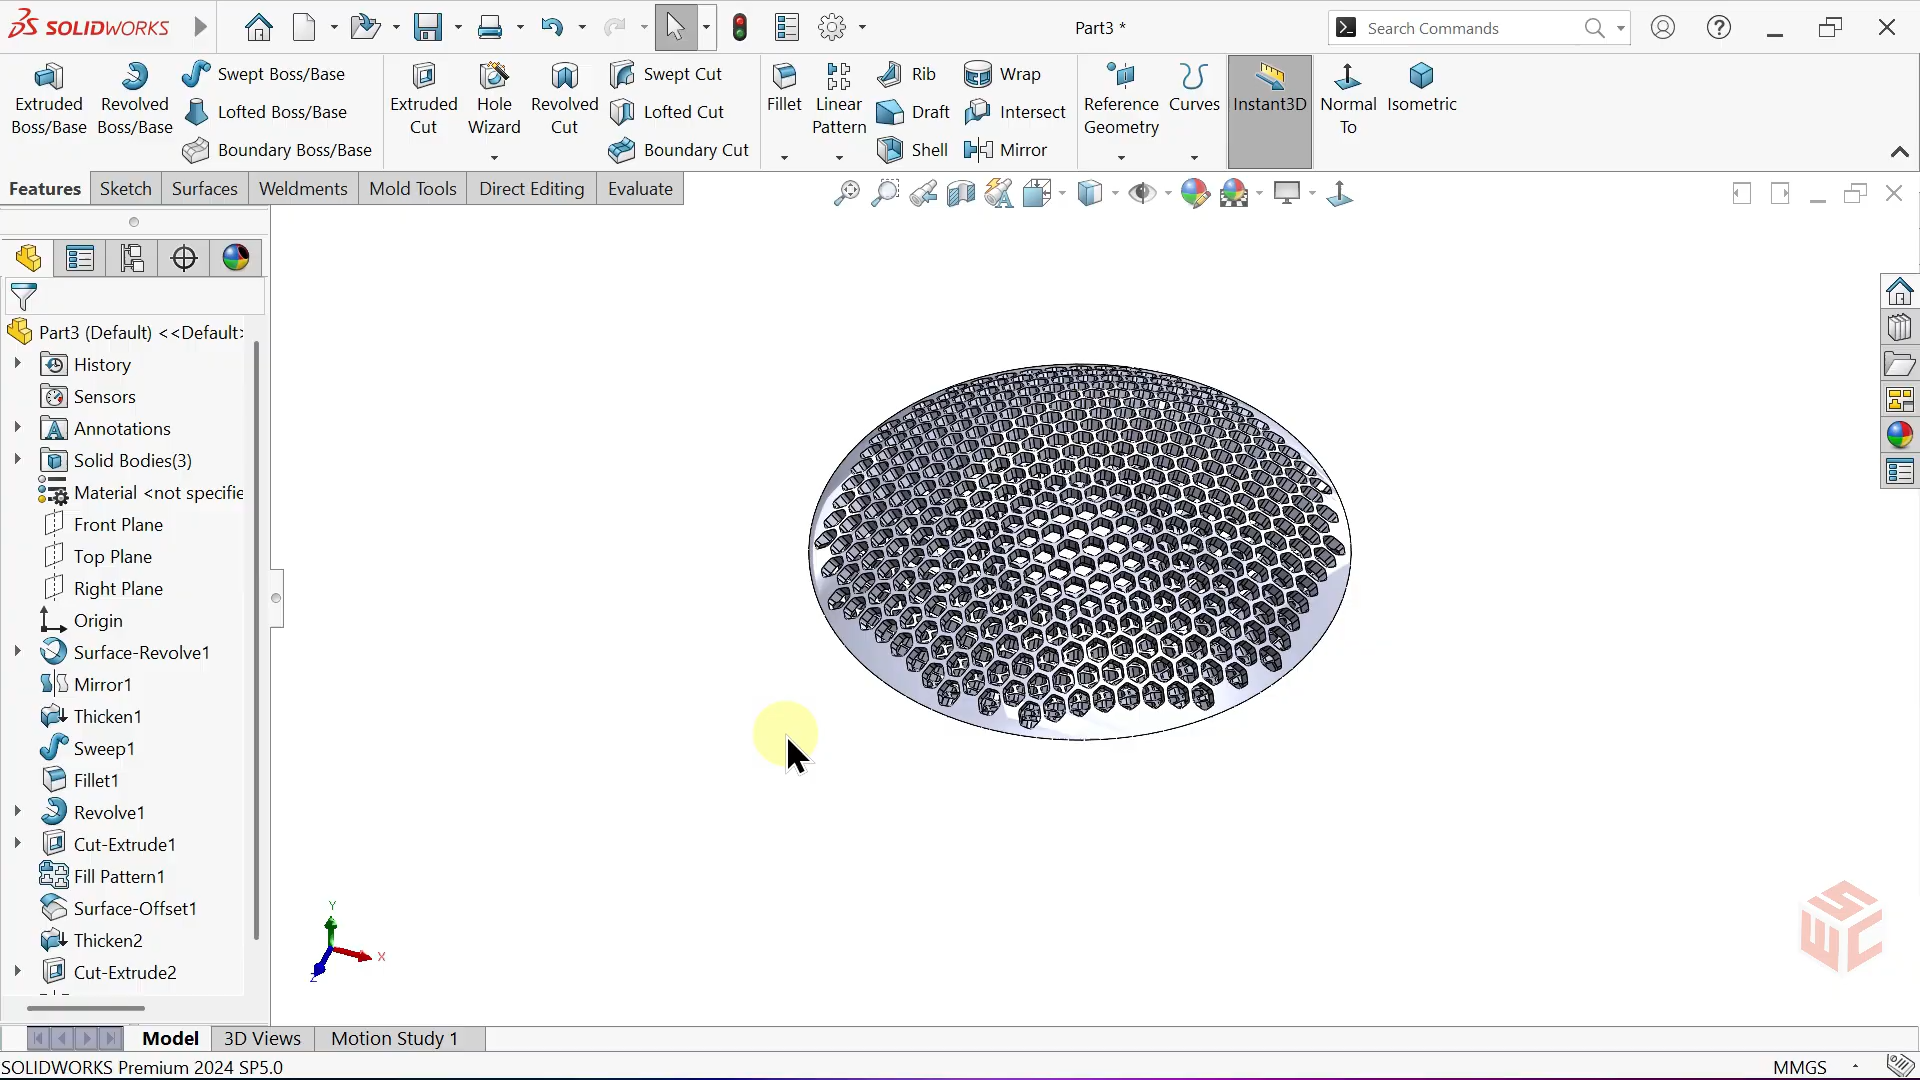 SOLIDWORKS
Part3 *
Search Commands
Extruded Boss/Base
Revolved Boss/Base
Swept Boss/Base
Lofted Boss/Base
Boundary Boss/Base
Extruded Cut
Hole Wizard
Revolved Cut
Swept Cut
Lofted Cut
Boundary Cut
Fillet
Linear Pattern
Rib
Draft
Shell
Wrap
Intersect
Mirror
Reference Geometry
Curves
Instant3D
Normal To
Isometric
Features
Sketch
Surfaces
Weldments
Mold Tools
Direct Editing
Evaluate
Part3 (Default) <<Default>
History
Sensors
Annotations
Solid Bodies(3)
Material <not specifie
Front Plane
Top Plane
Right Plane
Origin
Surface-Revolve1
Mirror1
Thicken1
Sweep1
Fillet1
Revolve1
Cut-Extrude1
Fill Pattern1
Surface-Offset1
Thicken2
Cut-Extrude2
Y
X
Z
Model
3D Views
Motion Study 1
SOLIDWORKS Premium 2024 SP5.0
MMGS